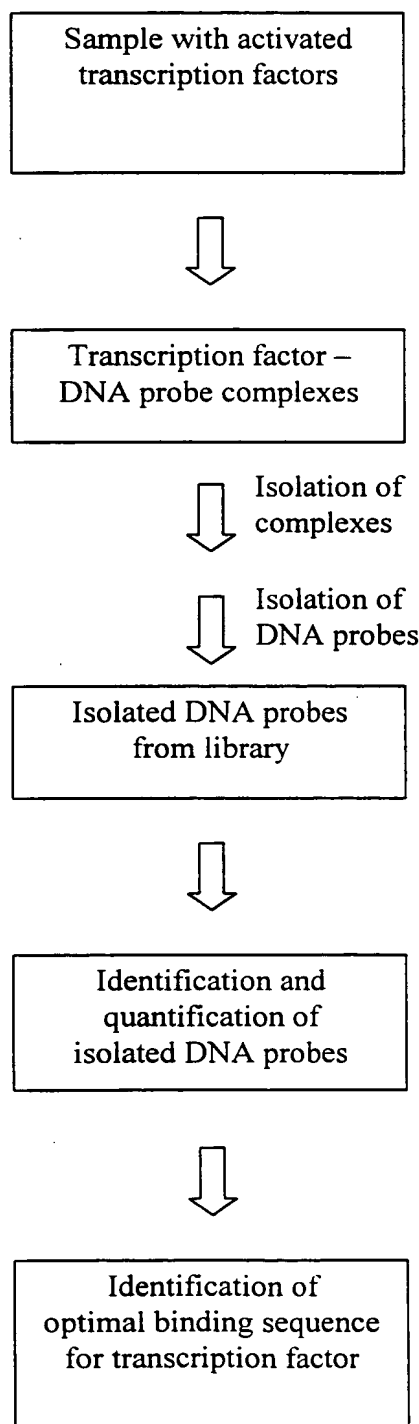 Sample with activated
transcription factors
Transcription factor –
DNA probe complexes
Isolation of
complexes
Isolation of
DNA probes
Isolated DNA probes
from library
Identification and
quantification of
isolated DNA probes
Identification of
optimal binding sequence
for transcription factor